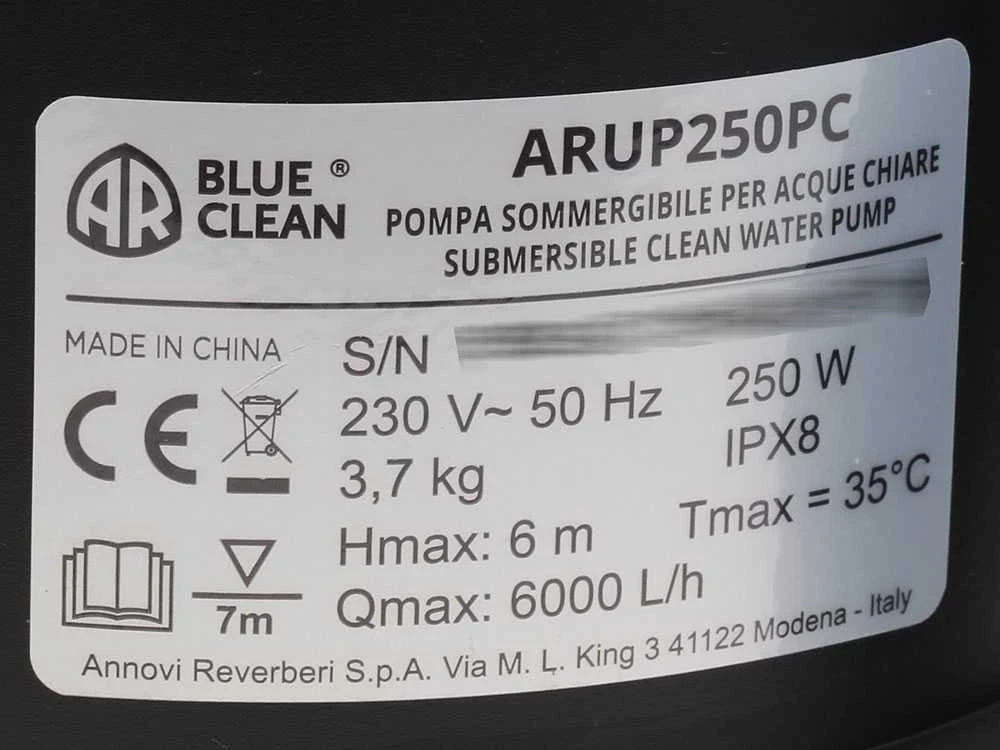 AR BLUE ®
CLEAN
ARUP250PC
POMPA SOMMERGIBILE PER ACQUE CHIARE
SUBMERSIBLE CLEAN WATER PUMP
MADE IN CHINA
S/N
CE
230 V~ 50 Hz 250 W
3,7 kg IPX8
Hmax: 6 m Tmax = 35°C
Qmax: 6000 L/h
7m
Annovi Reverberi S.p.A. Via M. L. King 3 41122 Modena - Italy